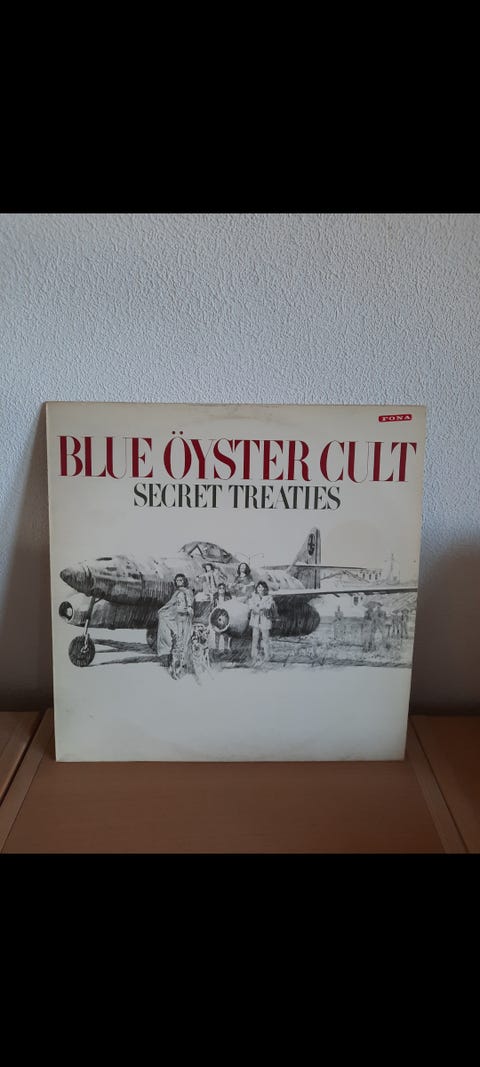 FONA
BLUE ÖYSTER CULT
SECRET TREATIES